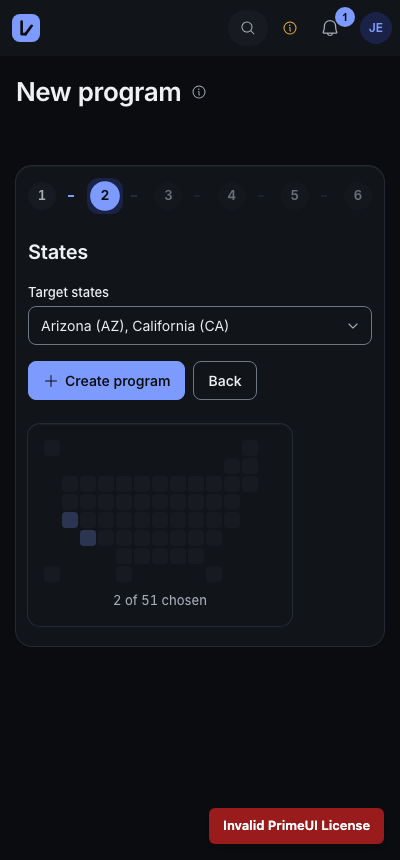 1
JE
New program
1
2
3
4
5
6
States
Target states
Arizona (AZ), California (CA)
Create program
Back
2 of 51 chosen
Invalid PrimeUI License